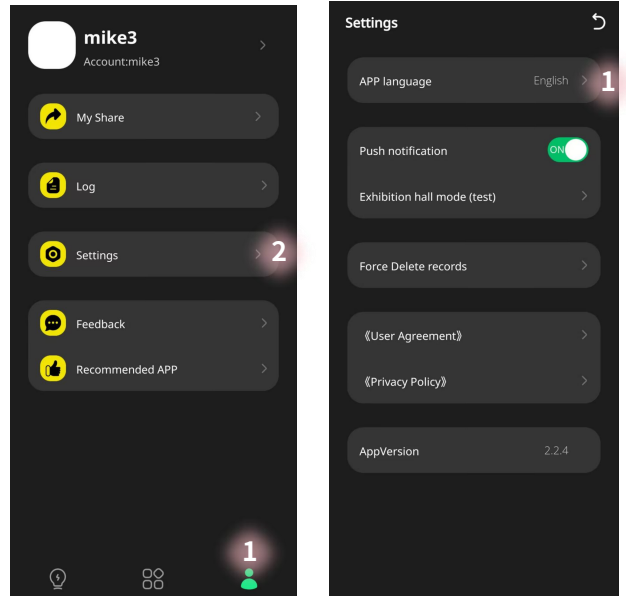 mike3
Account:mike3
My Share
Log
Settings
2
Feedback
Recommended APP
1
Settings
APP language English
1
Push notification ON
Exhibition hall mode (test)
Force Delete records
《User Agreement》
《Privacy Policy》
AppVersion 2.2.4